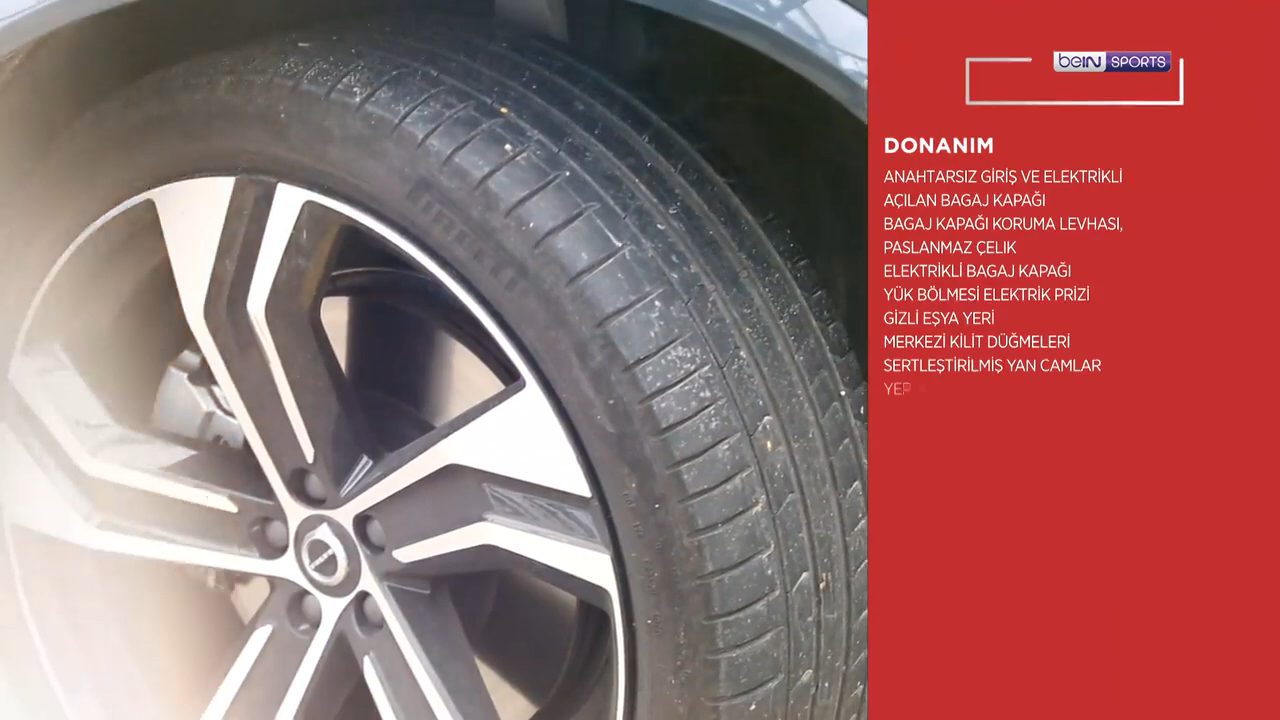 beIN SPORTS
DONANIM
ANAHTARSIZ GİRİŞ VE ELEKTRİKLİ
AÇILAN BAGAJ KAPAĞI
BAGAJ KAPAĞI KORUMA LEVHASI,
PASLANMAZ ÇELIK
ELEKTRİKLİ BAGAJ KAPAĞI
YÜK BÖLMESİ ELEKTRİK PRİZİ
GİZLİ EŞYA YERİ
MERKEZİ KİLİT DÜĞMELERİ
SERTLEŞTİRİLMİŞ YAN CAMLAR